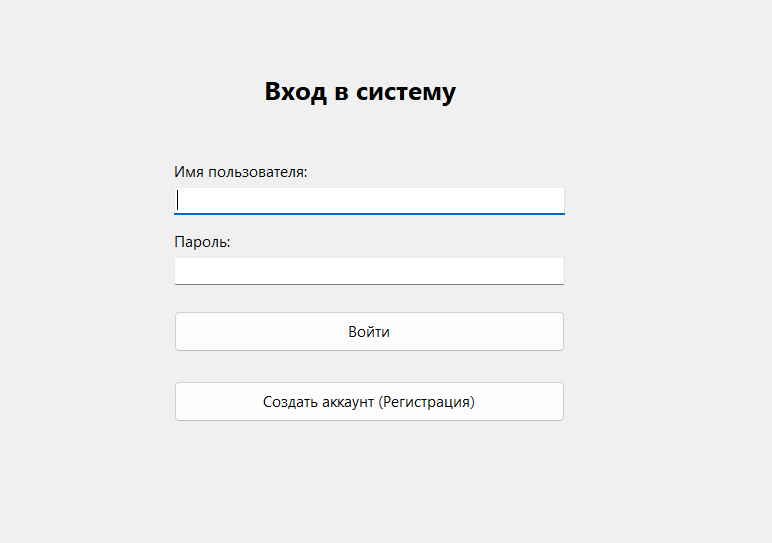 Вход в систему
Имя пользователя:
Пароль:
Войти
Создать аккаунт (Регистрация)